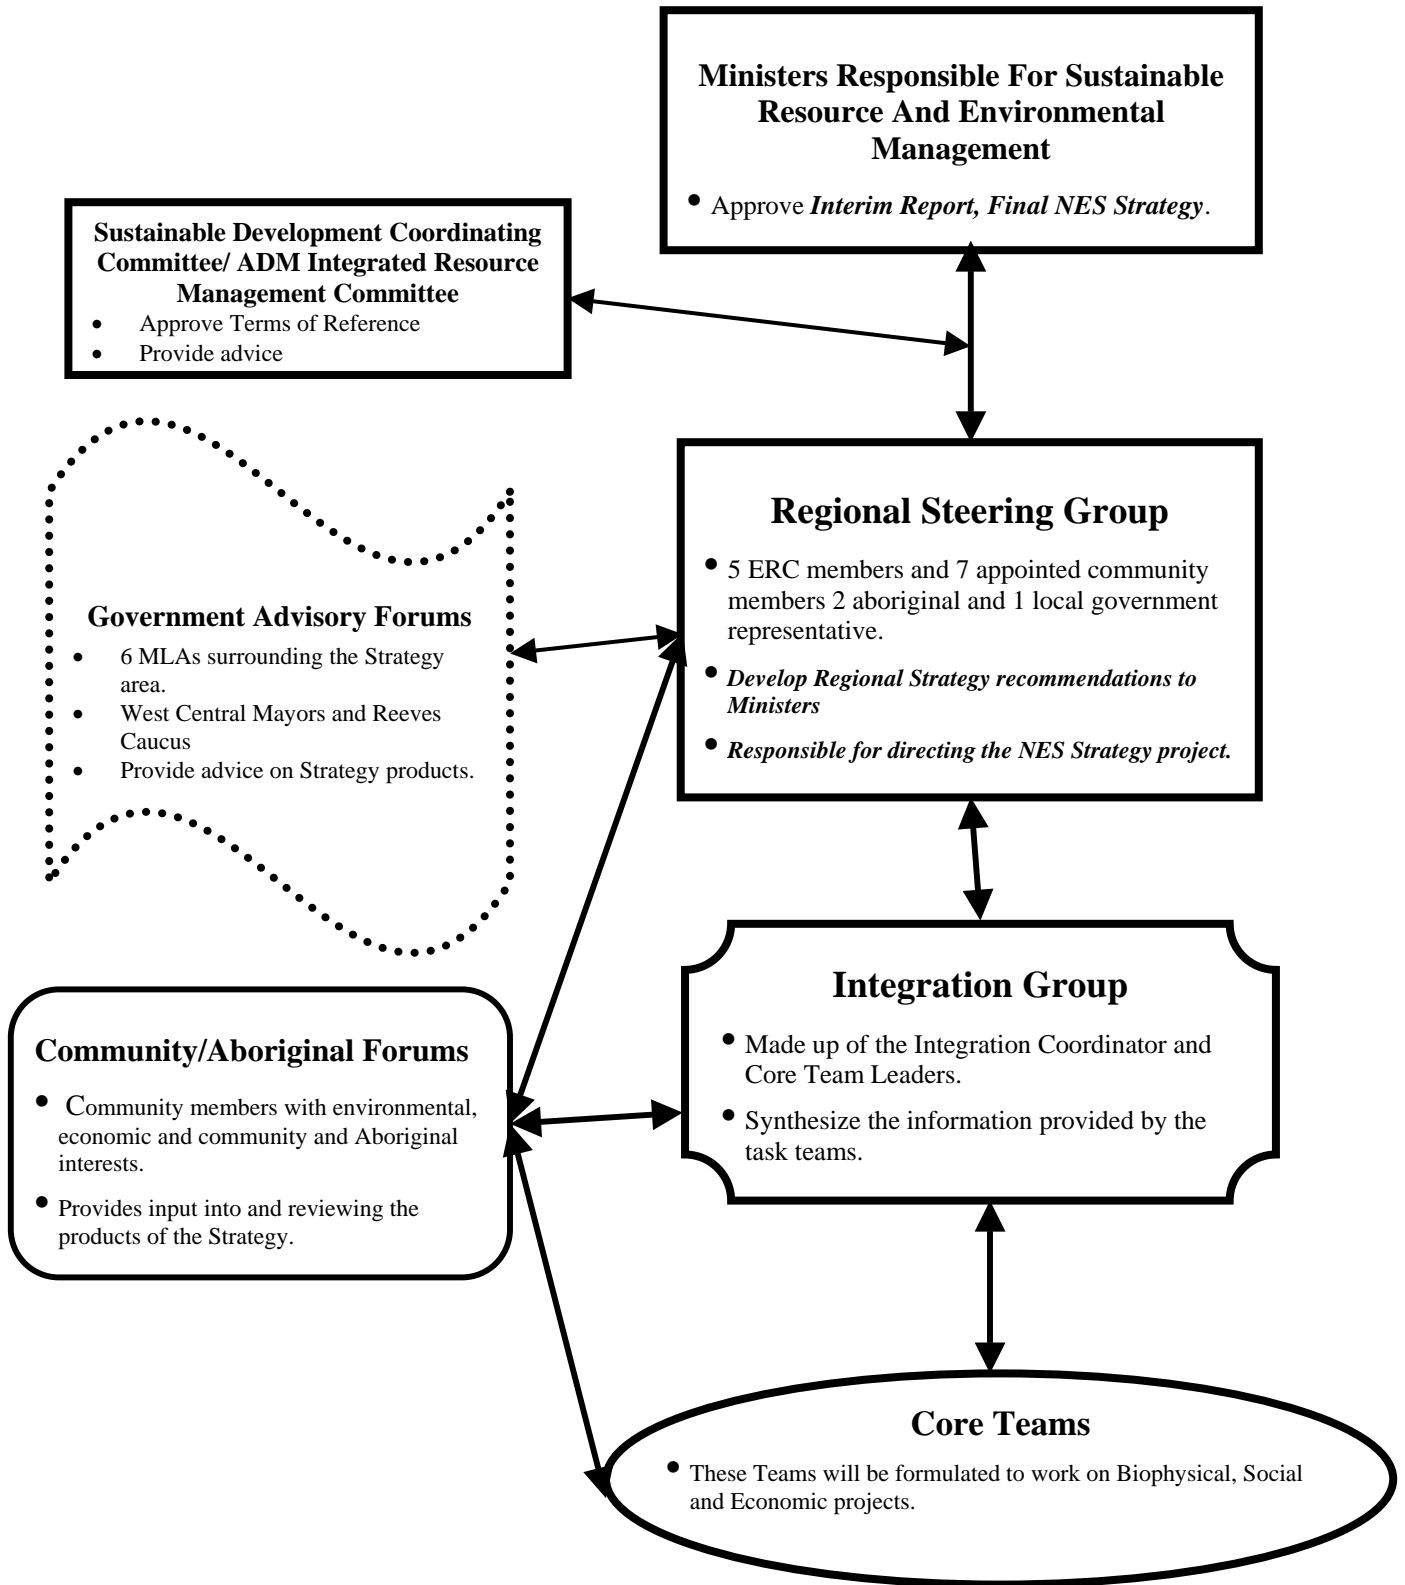 Ministers Responsible For Sustainable
Resource And Environmental
Management
• Approve Interim Report, Final NES Strategy.
Sustainable Development Coordinating
Committee/ ADM Integrated Resource
Management Committee
• Approve Terms of Reference
• Provide advice
Regional Steering Group
• 5 ERC members and 7 appointed community
members 2 aboriginal and 1 local government
representative.
• Develop Regional Strategy recommendations to
Ministers
• Responsible for directing the NES Strategy project.
Government Advisory Forums
• 6 MLAs surrounding the Strategy
area.
• West Central Mayors and Reeves
Caucus
• Provide advice on Strategy products.
Integration Group
• Made up of the Integration Coordinator and
Core Team Leaders.
• Synthesize the information provided by the
task teams.
Community/Aboriginal Forums
• Community members with environmental,
economic and community and Aboriginal
interests.
• Provides input into and reviewing the
products of the Strategy.
Core Teams
• These Teams will be formulated to work on Biophysical, Social
and Economic projects.